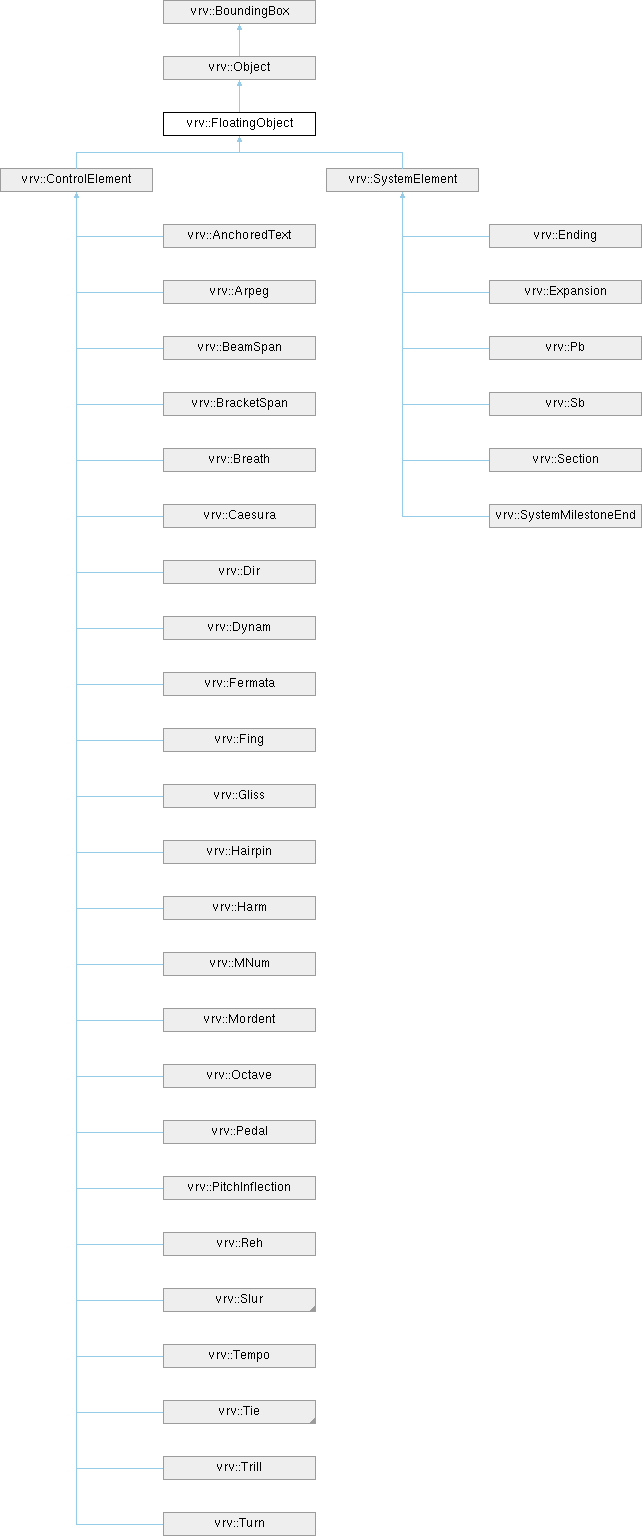 vrv::BoundingBox
vrv::Object
vrv::FloatingObject
vrv::ControlElement
vrv::SystemElement
vrv::AnchoredText
vrv::Ending
vrv::Arpeg
vrv::Expansion
vrv::BeamSpan
vrv::Pb
vrv::BracketSpan
vrv::Sb
vrv::Breath
vrv::Section
vrv::Caesura
vrv::SystemMilestoneEnd
vrv::Dir
vrv::Dynam
vrv::Fermata
vrv::Fing
vrv::Gliss
vrv::Hairpin
vrv::Harm
vrv::MNum
vrv::Mordent
vrv::Octave
vrv::Pedal
vrv::PitchInflection
vrv::Reh
vrv::Slur
vrv::Tempo
vrv::Tie
vrv::Trill
vrv::Turn